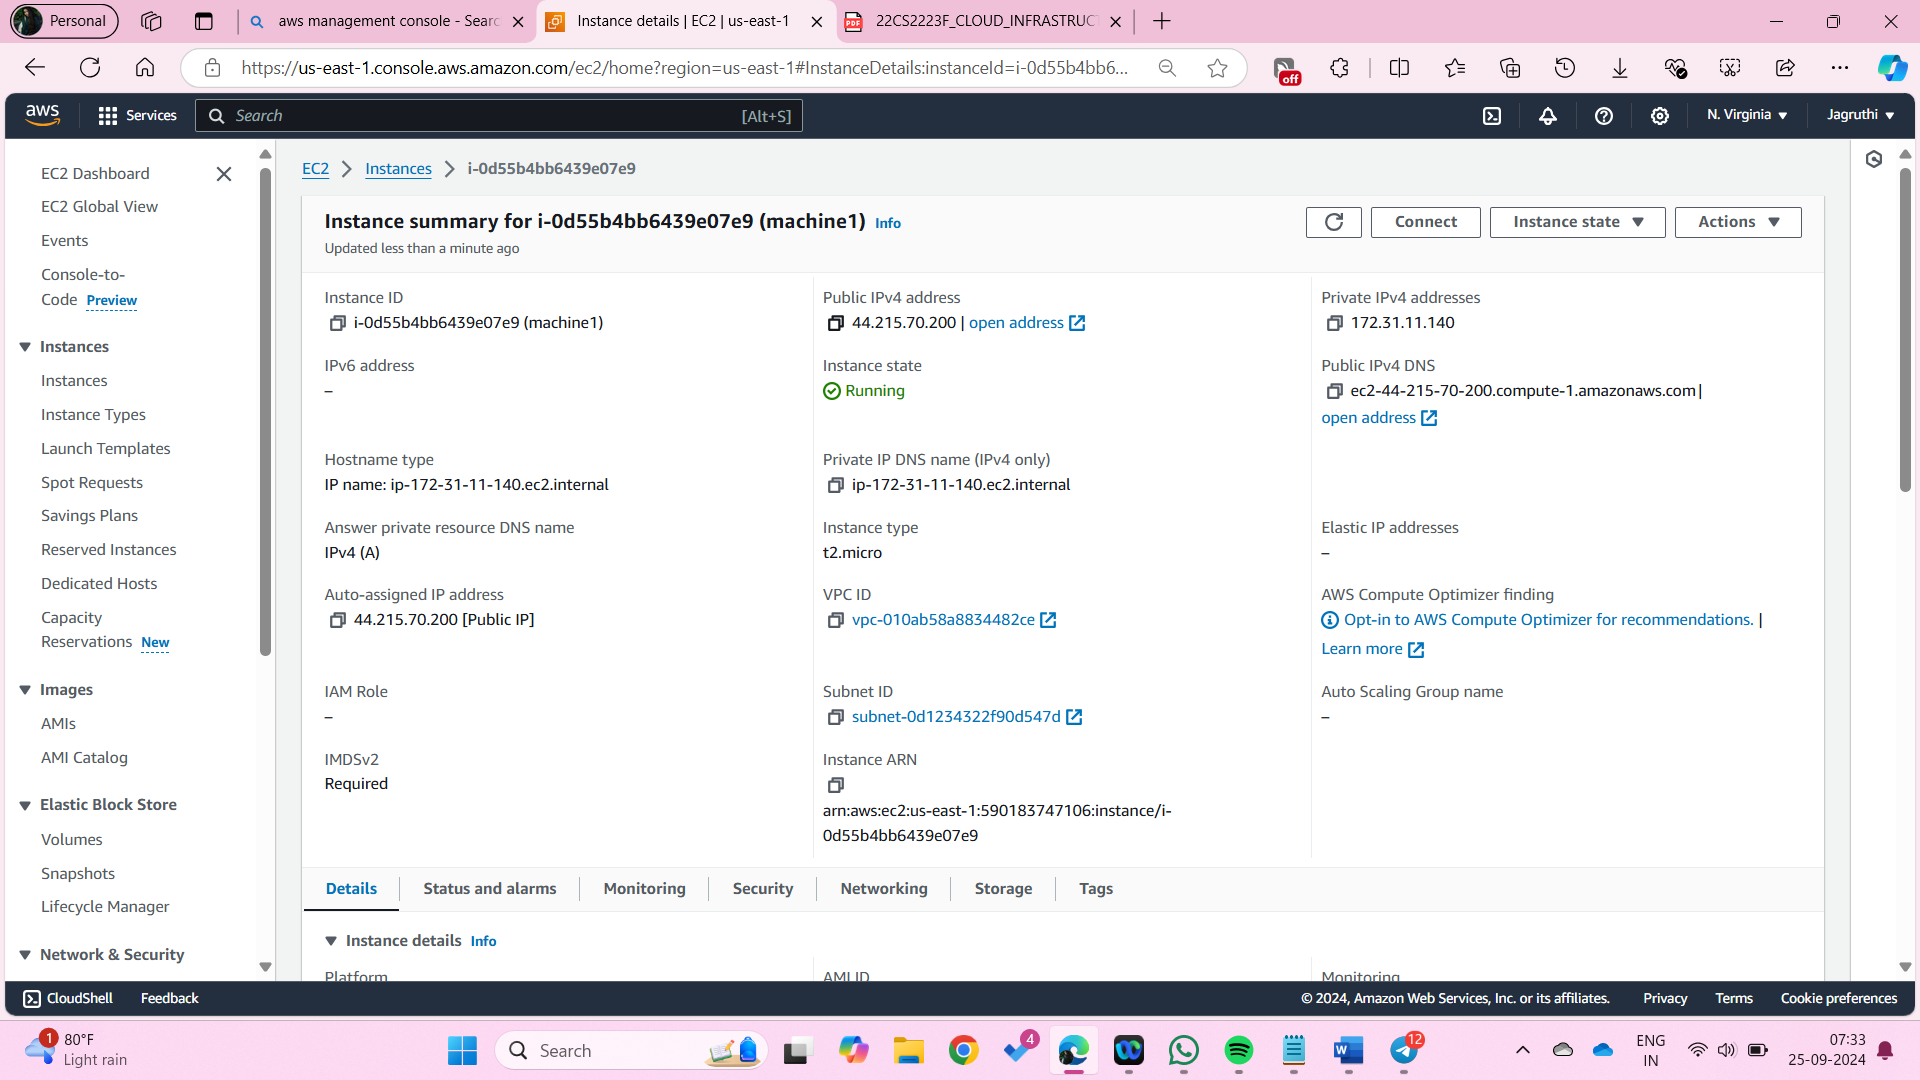 Personal
aws management console - Searc
Instance details | EC2 | us-east-1
22CS2223F_CLOUD_INFRASTRUCT
https://us-east-1.console.aws.amazon.com/ec2/home?region=us-east-1#InstanceDetails:instanceId=i-0d55b4bb6...
off
aws
Services
Search
[Alt+S]
N. Virginia
Jagruthi
EC2 Dashboard
EC2 Global View
Events
Console-to-
Code Preview
Instances
Instances
Instance Types
Launch Templates
Spot Requests
Savings Plans
Reserved Instances
Dedicated Hosts
Capacity
Reservations New
Images
AMIs
AMI Catalog
Elastic Block Store
Volumes
Snapshots
Lifecycle Manager
Network & Security
EC2
Instances
i-0d55b4bb6439e07e9
Instance summary for i-0d55b4bb6439e07e9 (machine1) Info
Updated less than a minute ago
Connect
Instance state
Actions
Instance ID
i-0d55b4bb6439e07e9 (machine1)
Public IPv4 address
44.215.70.200 | open address
Private IPv4 addresses
172.31.11.140
IPv6 address
–
Instance state
Running
Public IPv4 DNS
ec2-44-215-70-200.compute-1.amazonaws.com |
open address
Hostname type
IP name: ip-172-31-11-140.ec2.internal
Private IP DNS name (IPv4 only)
ip-172-31-11-140.ec2.internal
Answer private resource DNS name
IPv4 (A)
Instance type
t2.micro
Elastic IP addresses
–
Auto-assigned IP address
44.215.70.200 [Public IP]
VPC ID
vpc-010ab58a8834482ce
AWS Compute Optimizer finding
Opt-in to AWS Compute Optimizer for recommendations. |
Learn more
IAM Role
–
Subnet ID
subnet-0d1234322f90d547d
Auto Scaling Group name
–
IMDSv2
Required
Instance ARN
arn:aws:ec2:us-east-1:590183747106:instance/i-
0d55b4bb6439e07e9
Details
Status and alarms
Monitoring
Security
Networking
Storage
Tags
Instance details Info
Platform
AMI ID
Monitoring
CloudShell
Feedback
© 2024, Amazon Web Services, Inc. or its affiliates.
Privacy
Terms
Cookie preferences
1
80°F
Light rain
Search
4
12
ENG
IN
07:33
25-09-2024